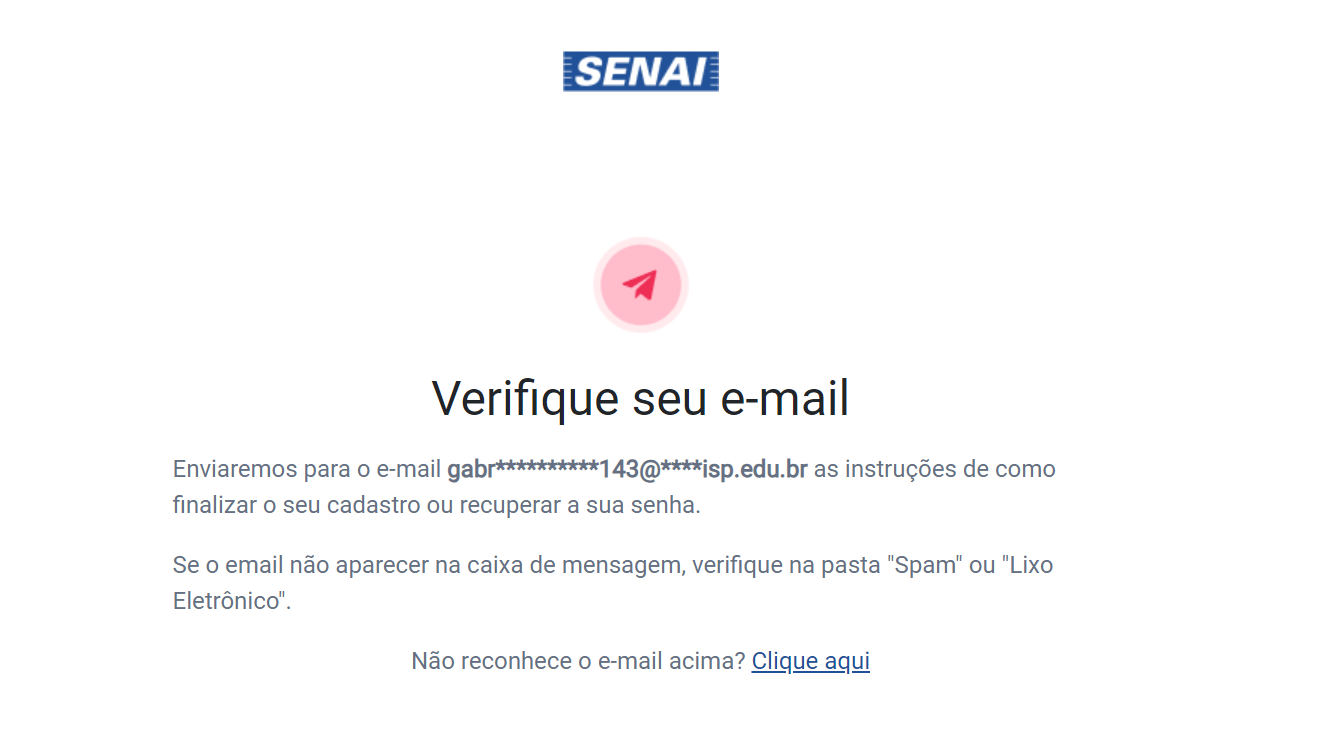 SENAI
Verifique seu e-mail
Enviaremos para o e-mail gabr**********143@****isp.edu.br as instruções de como
finalizar o seu cadastro ou recuperar a sua senha.
Se o email não aparecer na caixa de mensagem, verifique na pasta "Spam" ou "Lixo
Eletrônico".
Não reconhece o e-mail acima? Clique aqui